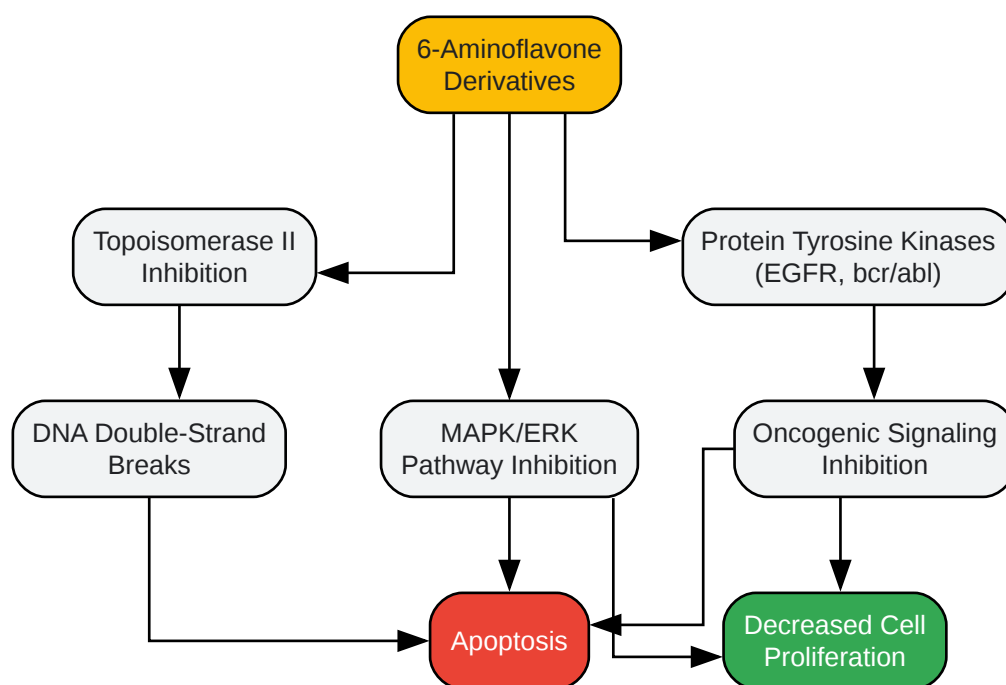 6-Aminoflavone
Derivatives
Topoisomerase II
Inhibition
Protein Tyrosine Kinases
(EGFR, bcr/abl)
DNA Double-Strand
Breaks
MAPK/ERK
Pathway Inhibition
Oncogenic Signaling
Inhibition
Apoptosis
Decreased Cell
Proliferation